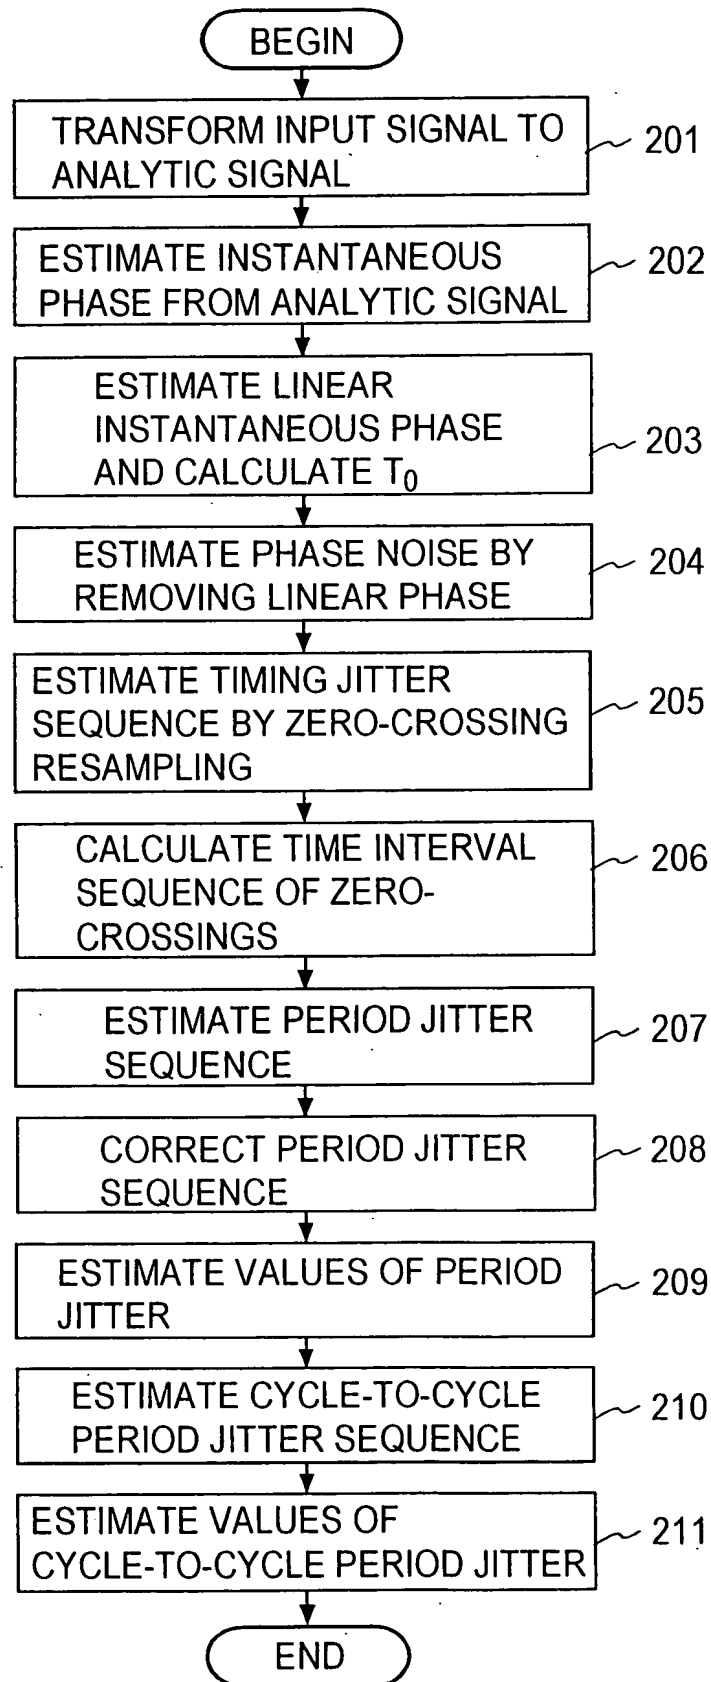 BEGIN
TRANSFORM INPUT SIGNAL TO
ANALYTIC SIGNAL
201
ESTIMATE INSTANTANEOUS
PHASE FROM ANALYTIC SIGNAL
202
ESTIMATE LINEAR
INSTANTANEOUS PHASE
AND CALCULATE T0
203
ESTIMATE PHASE NOISE BY
REMOVING LINEAR PHASE
204
ESTIMATE TIMING JITTER
SEQUENCE BY ZERO-CROSSING
RESAMPLING
205
CALCULATE TIME INTERVAL
SEQUENCE OF ZERO-
CROSSINGS
206
ESTIMATE PERIOD JITTER
SEQUENCE
207
CORRECT PERIOD JITTER
SEQUENCE
208
ESTIMATE VALUES OF PERIOD
JITTER
209
ESTIMATE CYCLE-TO-CYCLE
PERIOD JITTER SEQUENCE
210
ESTIMATE VALUES OF
CYCLE-TO-CYCLE PERIOD JITTER
211
END